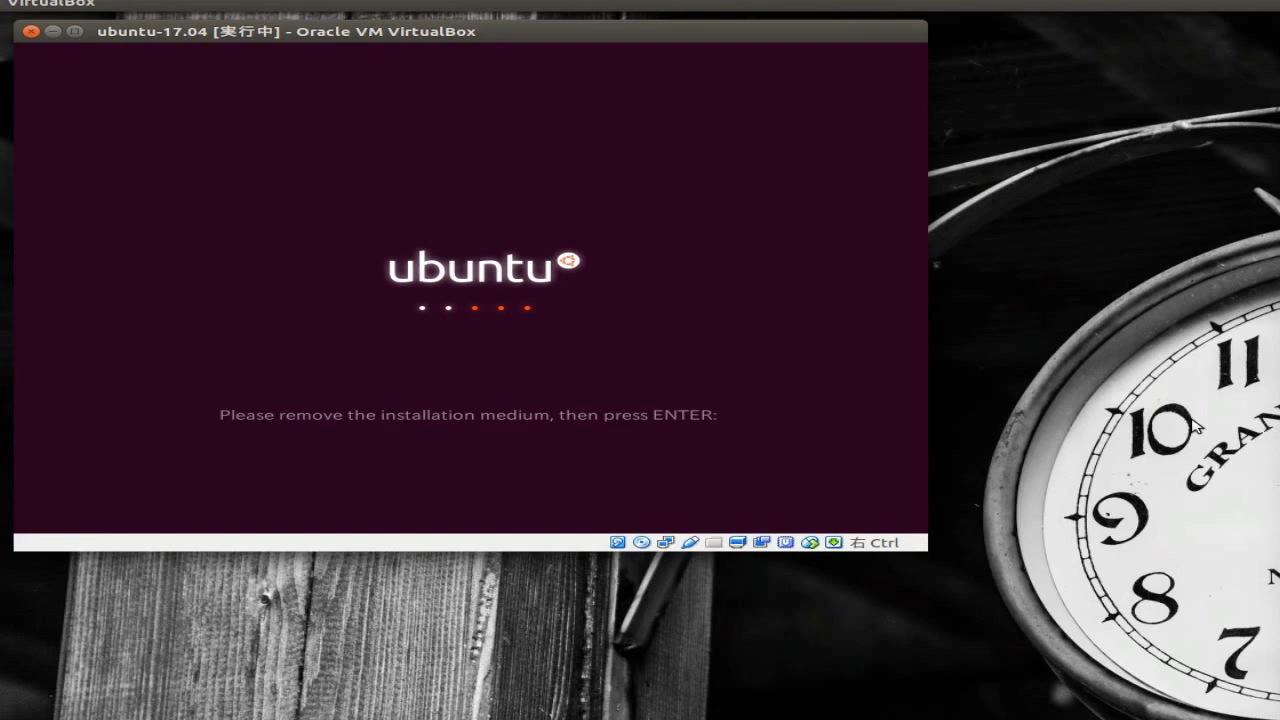 VirtualBox
ubuntu-17.04 [実行中] - Oracle VM VirtualBox
ubuntu
Please remove the installation medium, then press ENTER:
右 Ctrl
11
10
GRAN
9
8
7